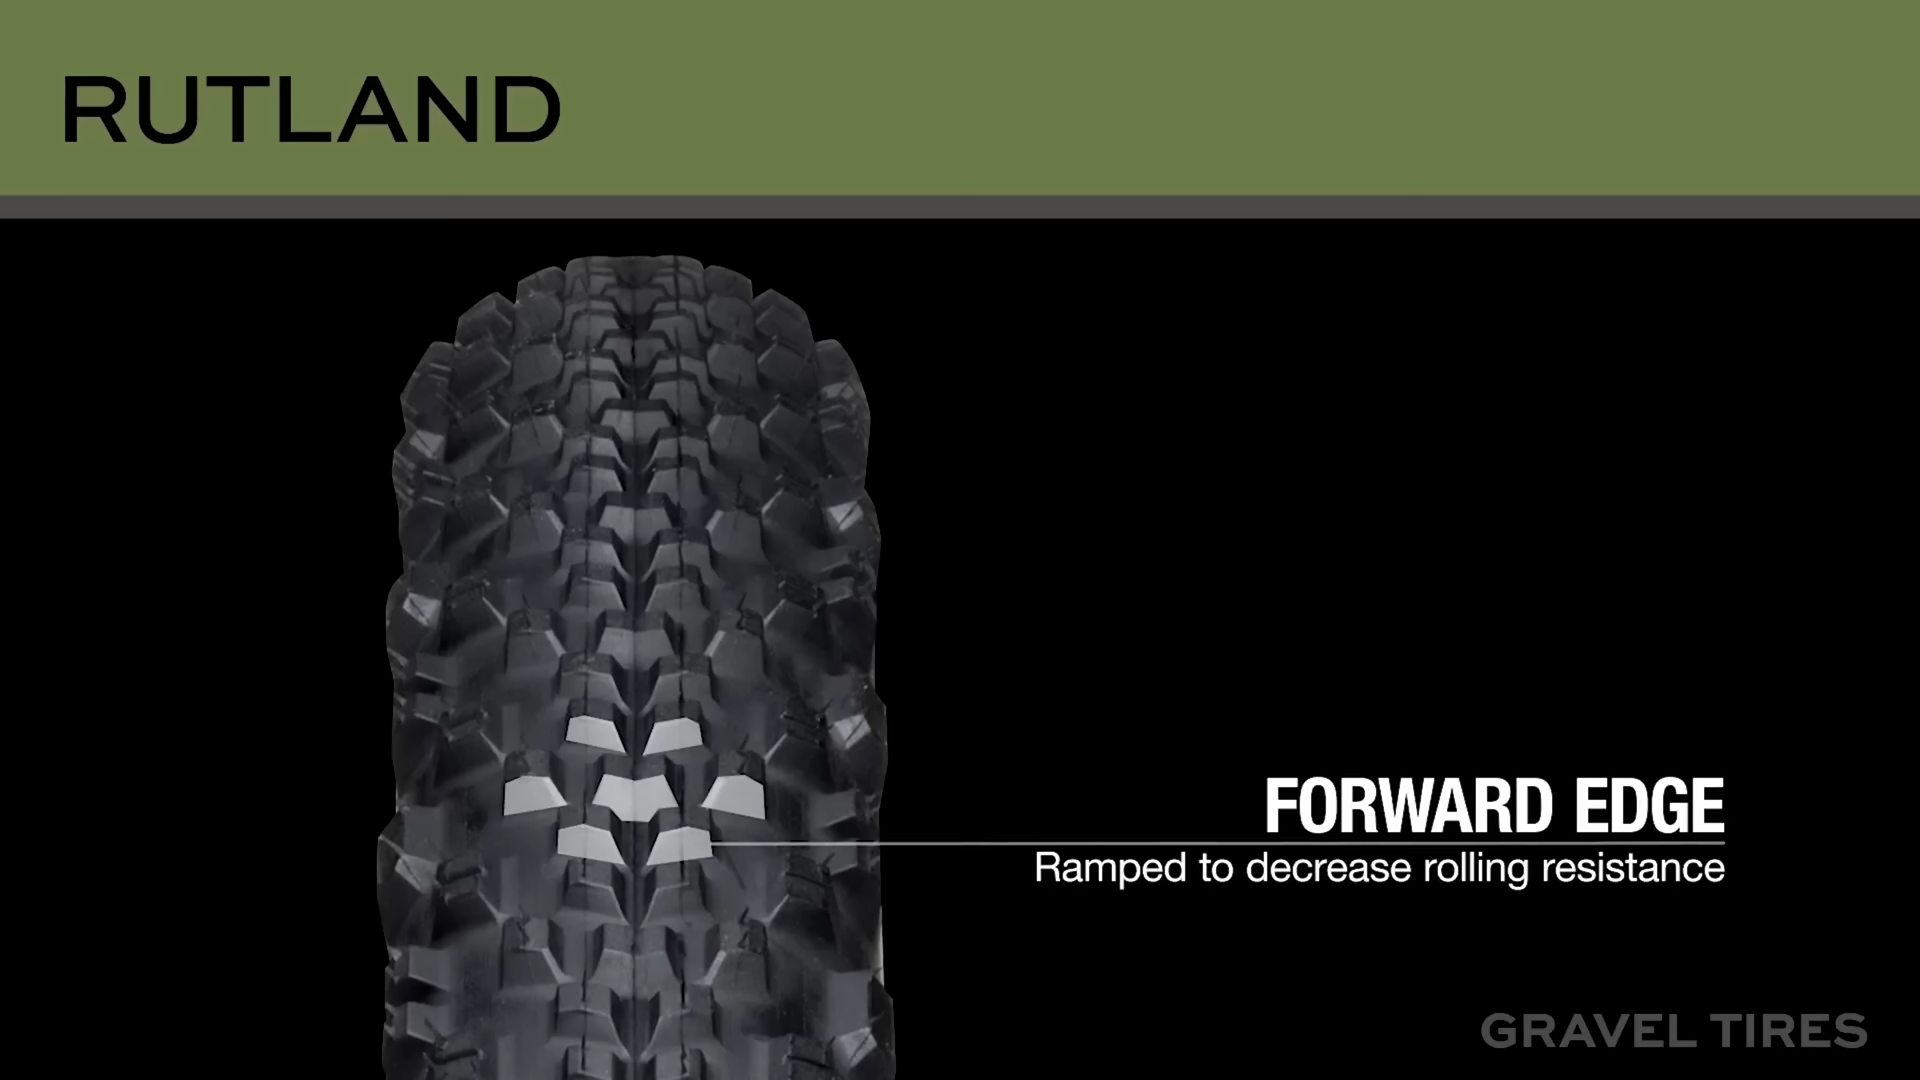 RUTLAND
FORWARD EDGE
Ramped to decrease rolling resistance
GRAVEL TIRES